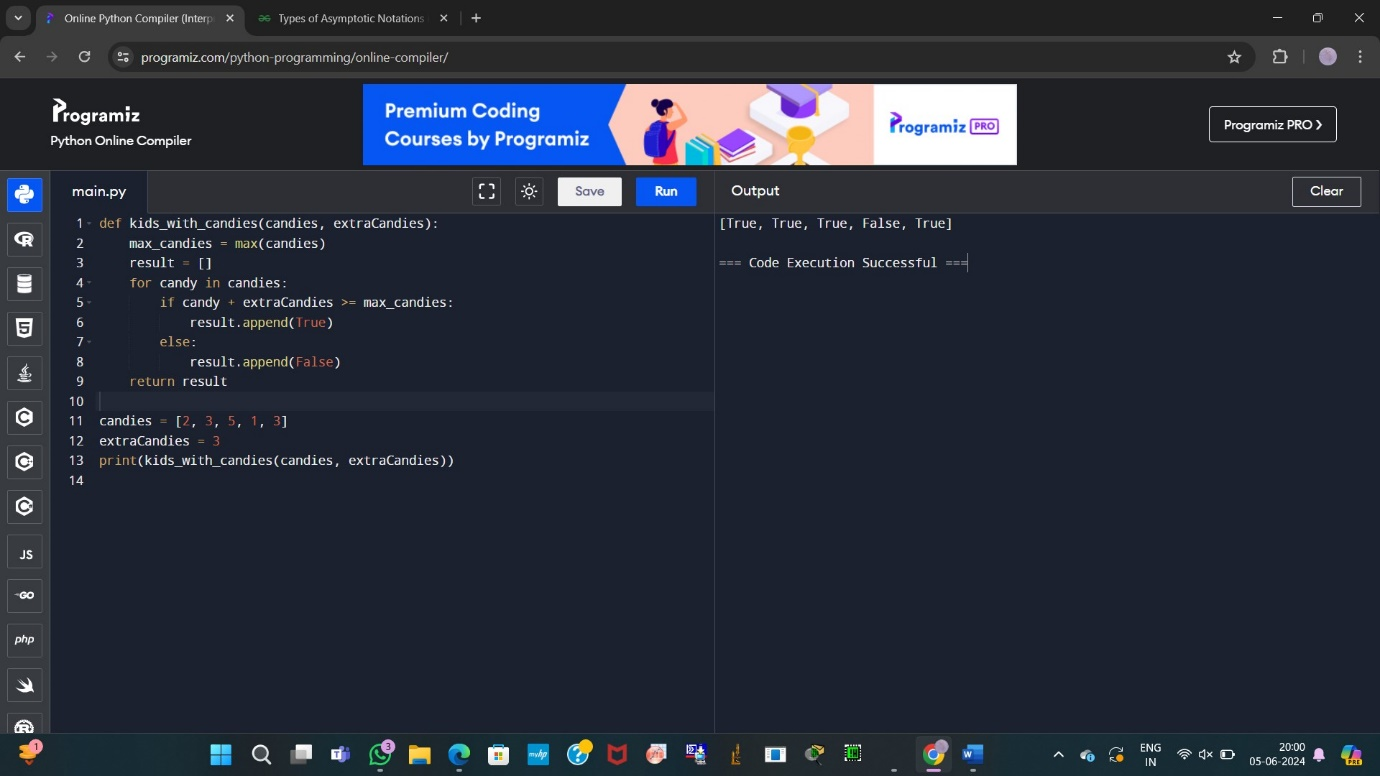 Online Python Compiler (Interp
Types of Asymptotic Notations
programiz.com/python-programming/online-compiler/
Programiz
Python Online Compiler
Premium Coding
Courses by Programiz
Programiz PRO
Programiz PRO
main.py
Save
Run
Output
Clear
1 def kids_with_candies(candies, extraCandies):
2     max_candies = max(candies)
3     result = []
4     for candy in candies:
5         if candy + extraCandies >= max_candies:
6             result.append(True)
7         else:
8             result.append(False)
9     return result
10
11 candies = [2, 3, 5, 1, 3]
12 extraCandies = 3
13 print(kids_with_candies(candies, extraCandies))
14
[True, True, True, False, True]
=== Code Execution Successful ===
JS
GO
php
1
3
mvhp
ENG
IN
20:00
05-06-2024
PRE